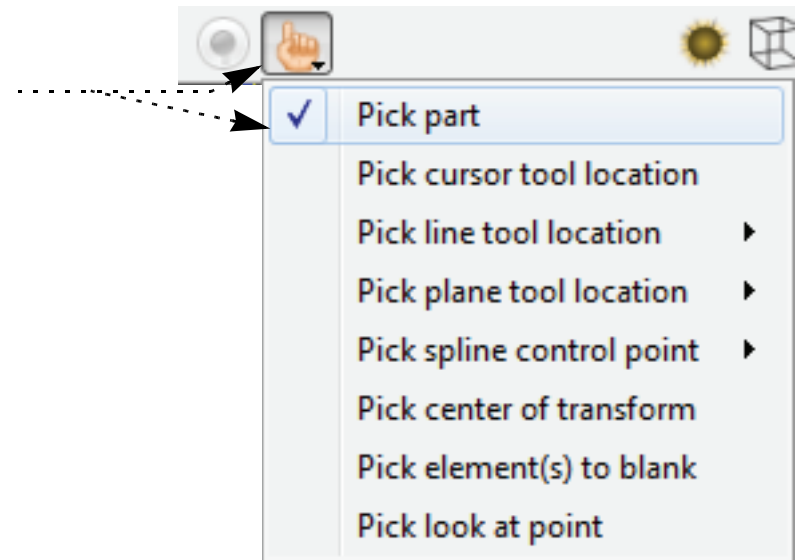 Pick part
Pick cursor tool location
Pick line tool location
Pick plane tool location
Pick spline control point
Pick center of transform
Pick element(s) to blank
Pick look at point